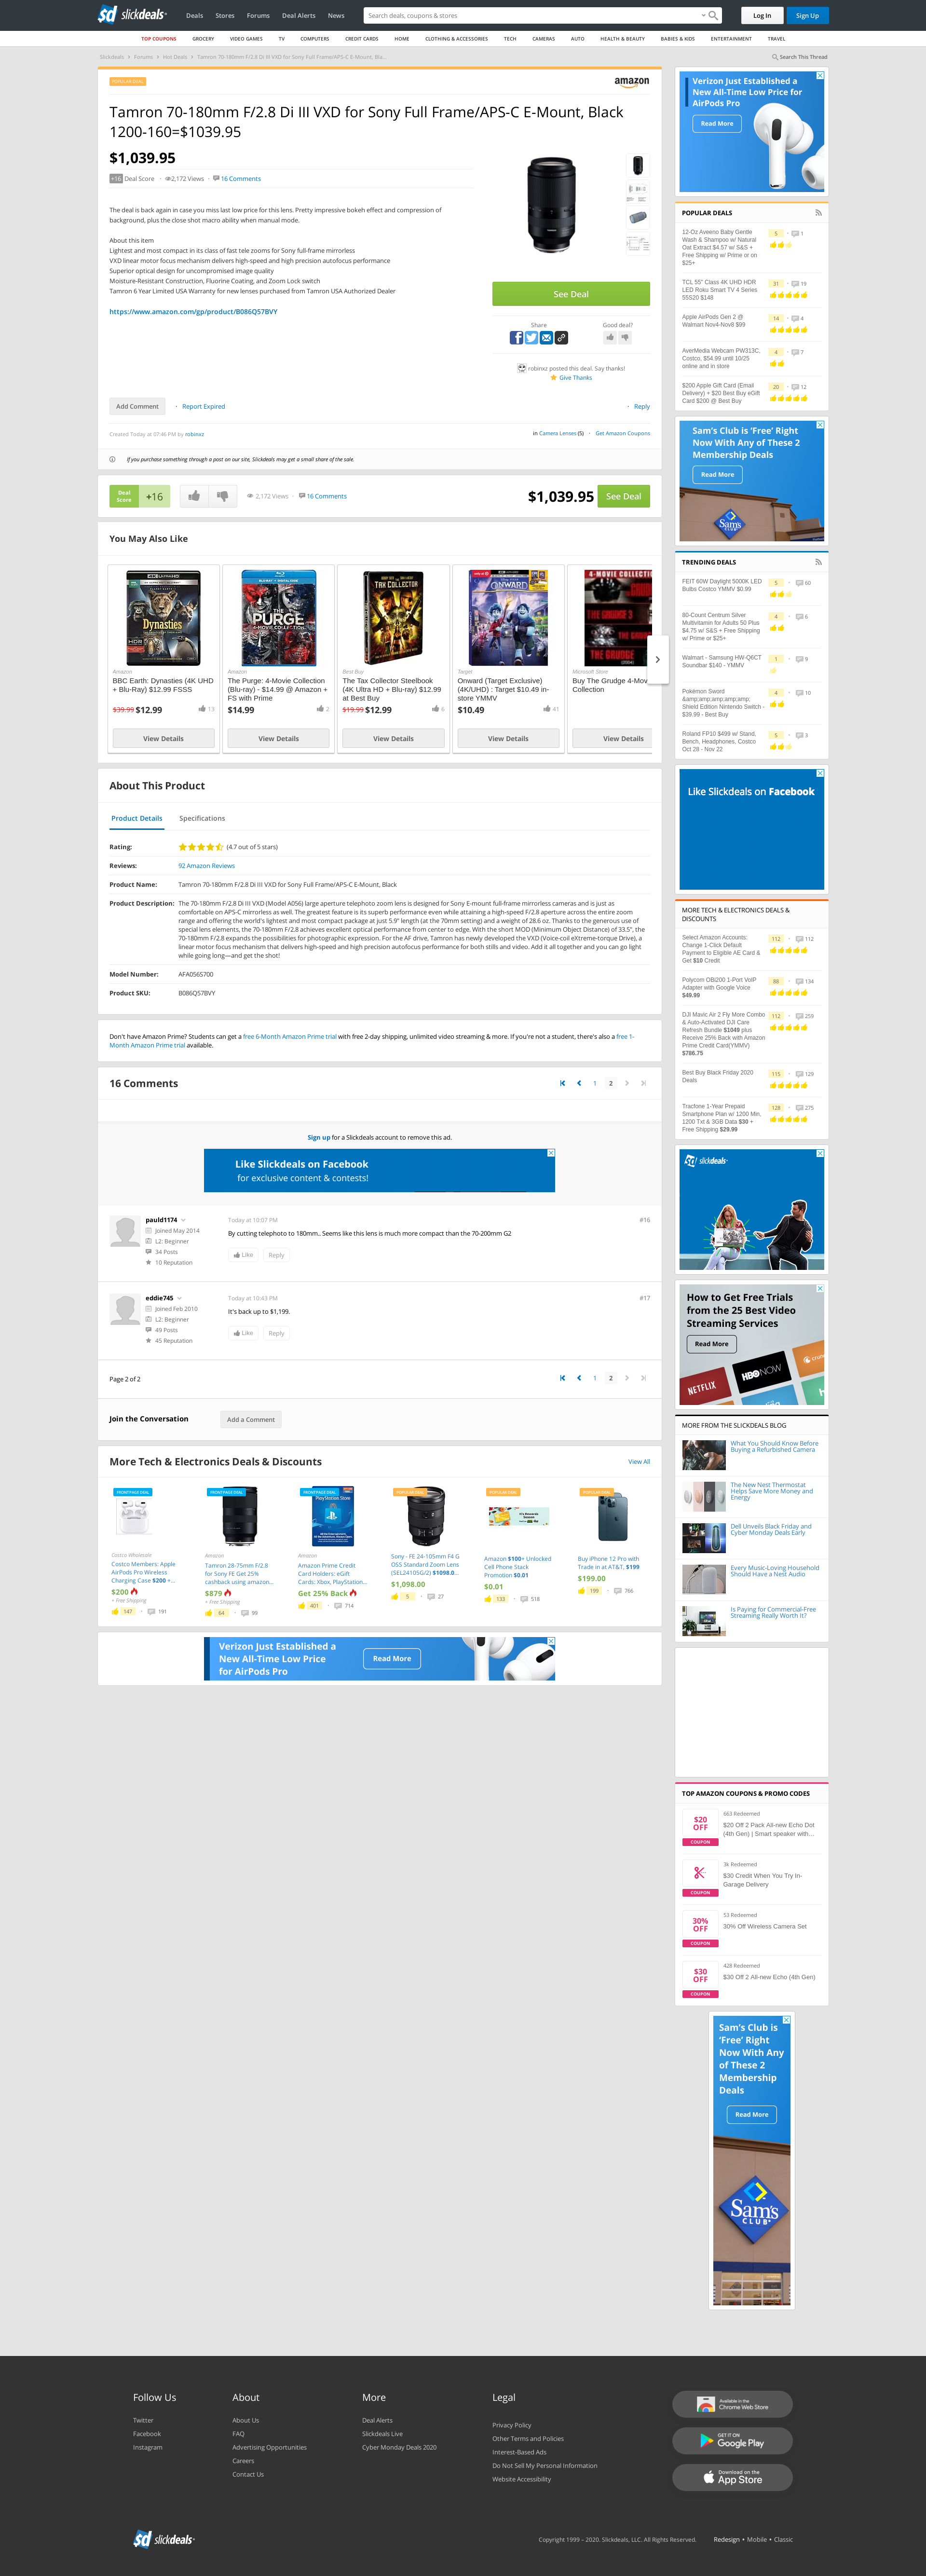 sd slickdeals
Deals Stores Forums Deal Alerts News
Search deals, coupons & stores
Log In Sign Up
TOP COUPONS GROCERY VIDEO GAMES TV COMPUTERS CREDIT CARDS HOME CLOTHING & ACCESSORIES TECH CAMERAS AUTO HEALTH & BEAUTY BABIES & KIDS ENTERTAINMENT TRAVEL
Slickdeals > Forums > Hot Deals > Tamron 70-180mm F/2.8 Di III VXD for Sony Full Frame/APS-C E-Mount, Bla...
Search This Thread
POPULAR DEAL
amazon
Tamron 70-180mm F/2.8 Di III VXD for Sony Full Frame/APS-C E-Mount, Black
1200-160=$1039.95
$1,039.95
+16 Deal Score · 2,172 Views · 16 Comments
The deal is back again in case you miss last low price for this lens. Pretty impressive bokeh effect and compression of
background, plus the close shot macro ability when manual mode.
About this item
Lightest and most compact in its class of fast tele zooms for Sony full-frame mirrorless
VXD linear motor focus mechanism delivers high-speed and high precision autofocus performance
Superior optical design for uncompromised image quality
Moisture-Resistant Construction, Fluorine Coating, and Zoom Lock switch
Tamron 6 Year Limited USA Warranty for new lenses purchased from Tamron USA Authorized Dealer
https://www.amazon.com/gp/product/B086Q57BVY
See Deal
Share
Good deal?
robinxz posted this deal. Say thanks!
Give Thanks
Add Comment · Report Expired · Reply
Created Today at 07:46 PM by robinxz
in Camera Lenses (5) · Get Amazon Coupons
If you purchase something through a post on our site, Slickdeals may get a small share of the sale.
Deal
Score
+16
2,172 Views · 16 Comments
$1,039.95 See Deal
You May Also Like
Amazon
BBC Earth: Dynasties (4K UHD
+ Blu-Ray) $12.99 FSSS
$39.99 $12.99 13
View Details
Amazon
The Purge: 4-Movie Collection
(Blu-ray) - $14.99 @ Amazon +
FS with Prime
$14.99 2
View Details
Best Buy
The Tax Collector Steelbook
(4K Ultra HD + Blu-ray) $12.99
at Best Buy
$19.99 $12.99 6
View Details
Target
Onward (Target Exclusive)
(4K/UHD) : Target $10.49 in-
store YMMV
$10.49 41
View Details
Microsoft Store
Buy The Grudge 4-Mov
Collection
View Details
About This Product
Product Details Specifications
Rating: (4.7 out of 5 stars)
Reviews: 92 Amazon Reviews
Product Name: Tamron 70-180mm F/2.8 Di III VXD for Sony Full Frame/APS-C E-Mount, Black
Product Description: The 70-180mm F/2.8 Di III VXD (Model A056) large aperture telephoto zoom lens is designed for Sony E-mount full-frame mirrorless cameras and is just as
comfortable on APS-C mirrorless as well. The greatest feature is its superb performance even while attaining a high-speed F/2.8 aperture across the entire zoom
range and offering the lightest and most compact package at just 5.9" length (at the 70mm setting) and a weight of 28.6 oz. Thanks to the generous use of
special lens elements, the 70-180mm F/2.8 achieves excellent optical performance from center to edge. With the short MOD (Minimum Object Distance) of 33.5", the
70-180mm F/2.8 expands the possibilities for photographic expression. For the AF drive, Tamron has newly developed the VXD (Voice-coil eXtreme-torque Drive), a
linear motor focus mechanism that delivers high-speed and high precision autofocus performance for both stills and video. Add it all together and you can go light
while going long—and get the shot!
Model Number: AFA056S700
Product SKU: B086Q57BVY
Don't have Amazon Prime? Students can get a free 6-Month Amazon Prime trial with free 2-day shipping, unlimited video streaming & more. If you're not a student, there's also a free 1-
Month Amazon Prime trial available.
16 Comments
1 2
Sign up for a Slickdeals account to remove this ad.
Like Slickdeals on Facebook
for exclusive content & contests!
pauld1174
Joined May 2014
L2: Beginner
34 Posts
10 Reputation
Today at 10:07 PM
#16
By cutting telephoto to 180mm.. Seems like this lens is much more compact than the 70-200mm G2
Like Reply
eddie745
Joined Feb 2010
L2: Beginner
49 Posts
45 Reputation
Today at 10:43 PM
#17
It's back up to $1,199.
Like Reply
Page 2 of 2
1 2
Join the Conversation
Add a Comment
More Tech & Electronics Deals & Discounts
View All
FRONTPAGE DEAL
Costco Wholesale
Costco Members: Apple
AirPods Pro Wireless
Charging Case $200 +...
$200
+ Free Shipping
147 · 191
FRONTPAGE DEAL
Amazon
Tamron 28-75mm F/2.8
for Sony FE Get 25%
cashback using amazon...
$879
+ Free Shipping
64 · 99
FRONTPAGE DEAL
PlayStation Store
Amazon
Amazon Prime Credit
Card Holders: eGift
Cards: Xbox, PlayStation...
Get 25% Back
401 · 714
POPULAR DEAL
Sony - FE 24-105mm F4 G
OSS Standard Zoom Lens
(SEL24105G/2) $1098.0...
$1,098.00
5 · 27
POPULAR DEAL
Amazon $100+ Unlocked
Cell Phone Stack
Promotion $0.01
$0.01
133 · 518
POPULAR DEAL
Buy iPhone 12 Pro with
Trade in at AT&T, $199
$199.00
199 · 766
Verizon Just Established a
New All-Time Low Price
for AirPods Pro
Read More
Verizon Just Established a
New All-Time Low Price for
AirPods Pro
Read More
POPULAR DEALS
12-Oz Aveeno Baby Gentle
Wash & Shampoo w/ Natural
Oat Extract $4.57 w/ S&S +
Free Shipping w/ Prime or on
$25+
5 · 1
TCL 55" Class 4K UHD HDR
LED Roku Smart TV 4 Series
55S20 $148
31 · 19
Apple AirPods Gen 2 @
Walmart Nov4-Nov8 $99
14 · 4
AverMedia Webcam PW313C,
Costco, $54.99 until 10/25
online and in store
4 · 7
$200 Apple Gift Card (Email
Delivery) + $20 Best Buy eGift
Card $200 @ Best Buy
20 · 12
Sam's Club is 'Free' Right
Now With Any of These 2
Membership Deals
Read More
Sam's
CLUB
TRENDING DEALS
FEIT 60W Daylight 5000K LED
Bulbs Costco YMMV $0.99
5 · 60
80-Count Centrum Silver
Multivitamin for Adults 50 Plus
$4.75 w/ S&S + Free Shipping
w/ Prime or $25+
4 · 6
Walmart - Samsung HW-Q6CT
Soundbar $140 - YMMV
1 · 9
Pokémon Sword
&amp;amp;amp;amp;amp;
Shield Edition Nintendo Switch -
$39.99 - Best Buy
4 · 10
Roland FP10 $499 w/ Stand,
Bench, Headphones, Costco
Oct 28 - Nov 22
5 · 3
Like Slickdeals on Facebook
MORE TECH & ELECTRONICS DEALS &
DISCOUNTS
Select Amazon Accounts:
Change 1-Click Default
Payment to Eligible AE Card &
Get $10 Credit
112 · 112
Polycom OBi200 1-Port VoIP
Adapter with Google Voice
$49.99
88 · 134
DJI Mavic Air 2 Fly More Combo
& Auto-Activated DJI Care
Refresh Bundle $1049 plus
Receive 25% Back with Amazon
Prime Credit Card(YMMV)
$786.75
112 · 259
Best Buy Black Friday 2020
Deals
115 · 129
Tracfone 1-Year Prepaid
Smartphone Plan w/ 1200 Min,
1200 Txt & 3GB Data $30 +
Free Shipping $29.99
128 · 275
sd slickdeals
How to Get Free Trials
from the 25 Best Video
Streaming Services
Read More
NETFLIX HBO NOW
MORE FROM THE SLICKDEALS BLOG
What You Should Know Before
Buying a Refurbished Camera
The New Nest Thermostat
Helps Save More Money and
Energy
Dell Unveils Black Friday and
Cyber Monday Deals Early
Every Music-Loving Household
Should Have a Nest Audio
Is Paying for Commercial-Free
Streaming Really Worth It?
TOP AMAZON COUPONS & PROMO CODES
$20
OFF
COUPON
663 Redeemed
$20 Off 2 Pack All-new Echo Dot
(4th Gen) | Smart speaker with...
COUPON
3k Redeemed
$30 Credit When You Try In-
Garage Delivery
30%
OFF
COUPON
53 Redeemed
30% Off Wireless Camera Set
$30
OFF
COUPON
428 Redeemed
$30 Off 2 All-new Echo (4th Gen)
Sam's Club is
'Free' Right
Now With Any
of These 2
Membership
Deals
Read More
Sam's
CLUB
Follow Us
Twitter
Facebook
Instagram
About
About Us
FAQ
Advertising Opportunities
Careers
Contact Us
More
Deal Alerts
Slickdeals Live
Cyber Monday Deals 2020
Legal
Privacy Policy
Other Terms and Policies
Interest-Based Ads
Do Not Sell My Personal Information
Website Accessibility
Available in the
Chrome Web Store
GET IT ON
Google Play
Download on the
App Store
sd slickdeals
Copyright 1999 – 2020. Slickdeals, LLC. All Rights Reserved. Redesign • Mobile • Classic